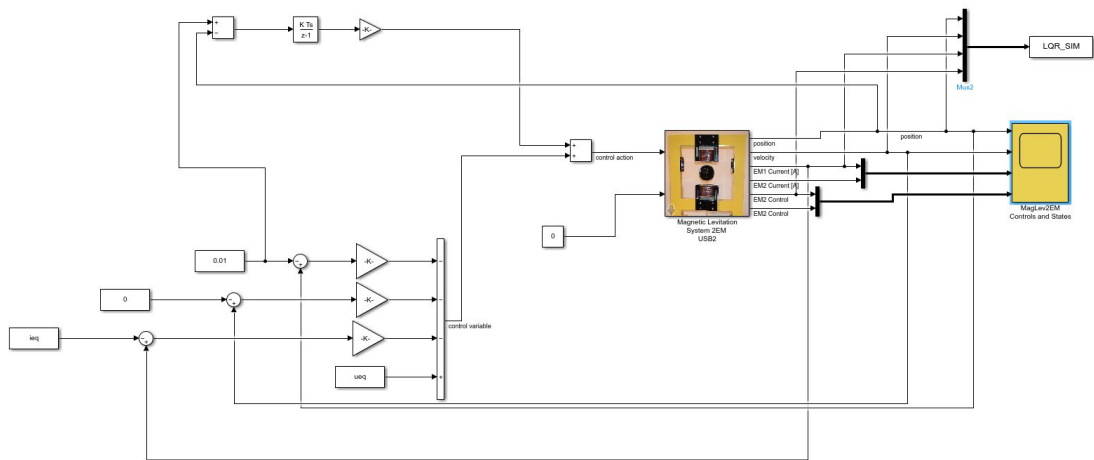 +
−
K Ts
z-1
-K-
LQR_SIM
Mux2
+
+
control action
position
position
velocity
EM1 Current [A]
EM2 Current [A]
EM2 Control
EM2 Control
Magnetic Levitation
System 2EM
USB2
MagLev2EM
Controls and States
0
0.01
−
+
-K-
−
0
−
+
-K-
−
control variable
ieq
−
+
-K-
−
ueq
+